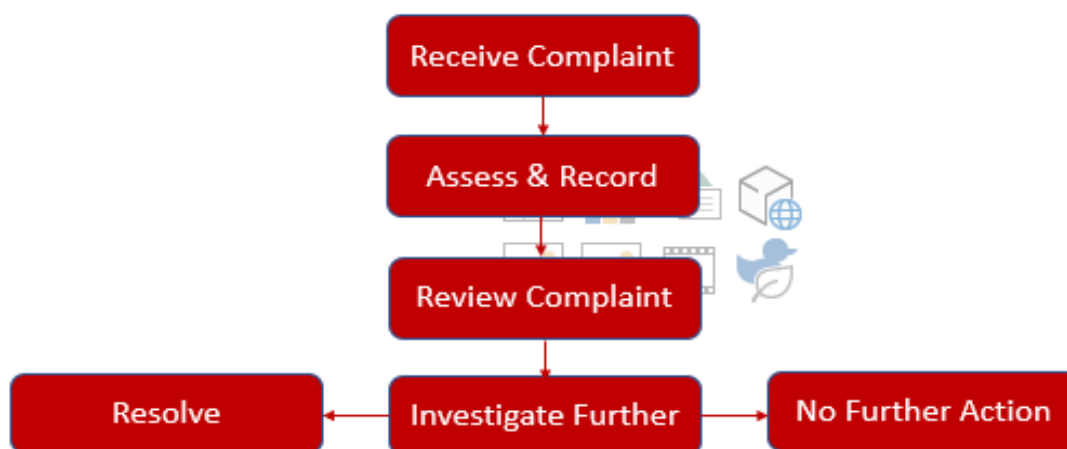 Receive Complaint
Assess & Record
Review Complaint
Resolve
Investigate Further
No Further Action